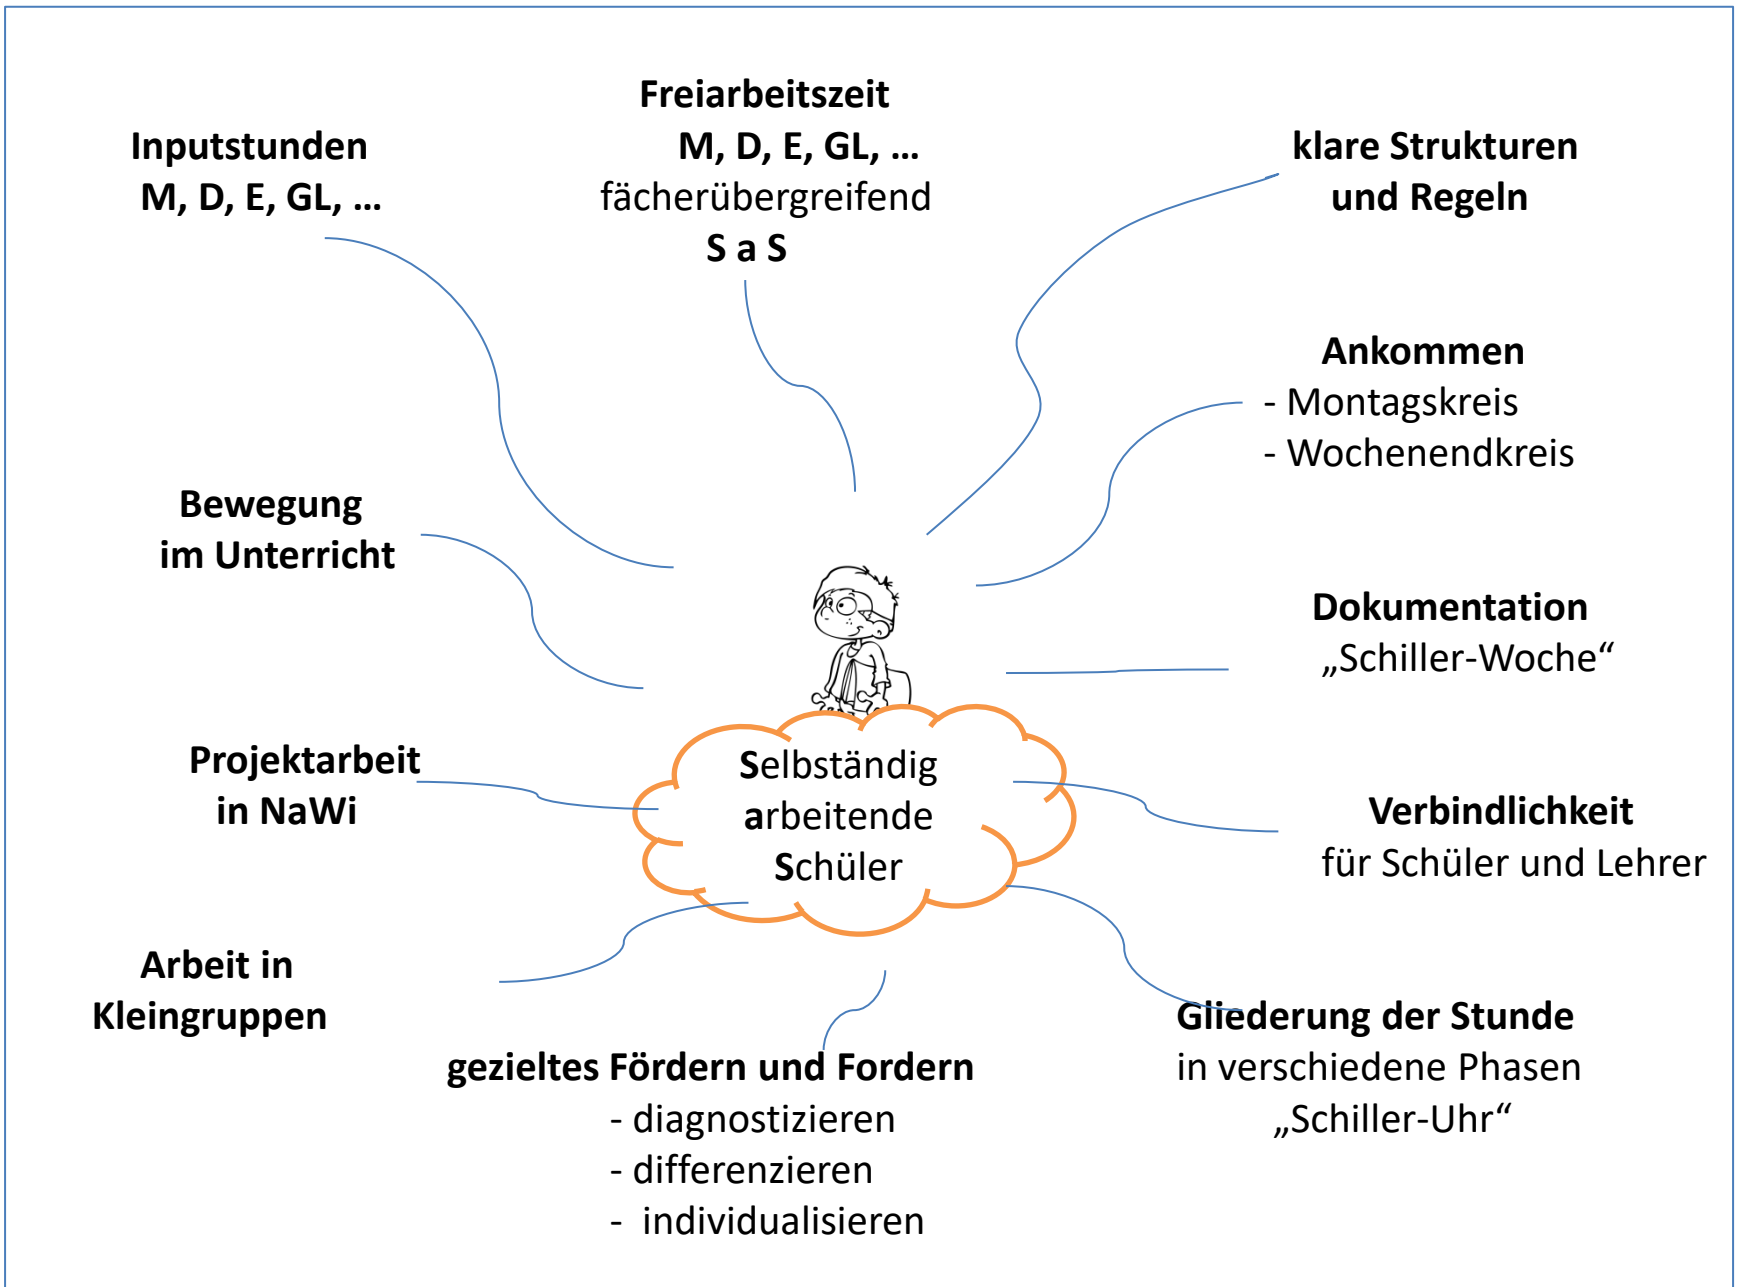 Freiarbeitszeit
M, D, E, GL, ...
fächerübergreifend
S a S
Inputstunden
M, D, E, GL, ...
klare Strukturen
und Regeln
Ankommen
- Montagskreis
- Wochenendkreis
Bewegung
im Unterricht
Dokumentation
„Schiller-Woche“
Projektarbeit
in NaWi
Selbständig
arbeitende
Schüler
Verbindlichkeit
für Schüler und Lehrer
Arbeit in
Kleingruppen
gezieltes Fördern und Fordern
- diagnostizieren
- differenzieren
- individualisieren
Gliederung der Stunde
in verschiedene Phasen
„Schiller-Uhr“